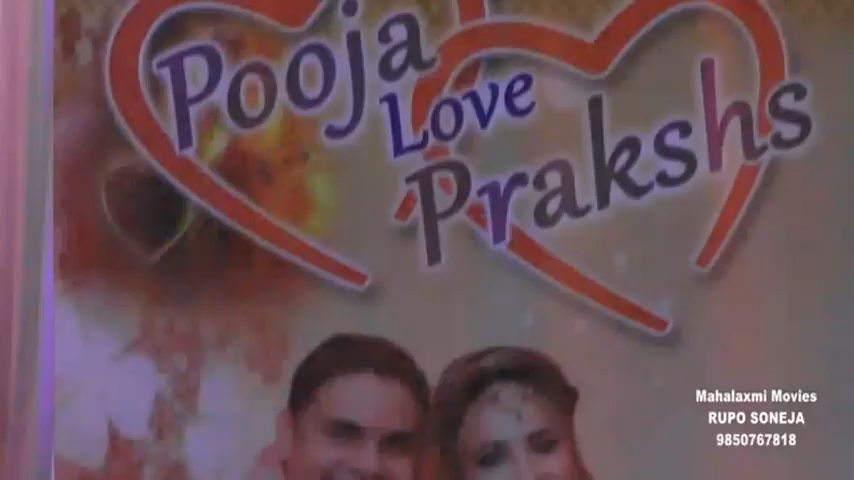 Pooja
Love
Prakshs
Mahalaxmi Movies
RUPO SONEJA
9850767818